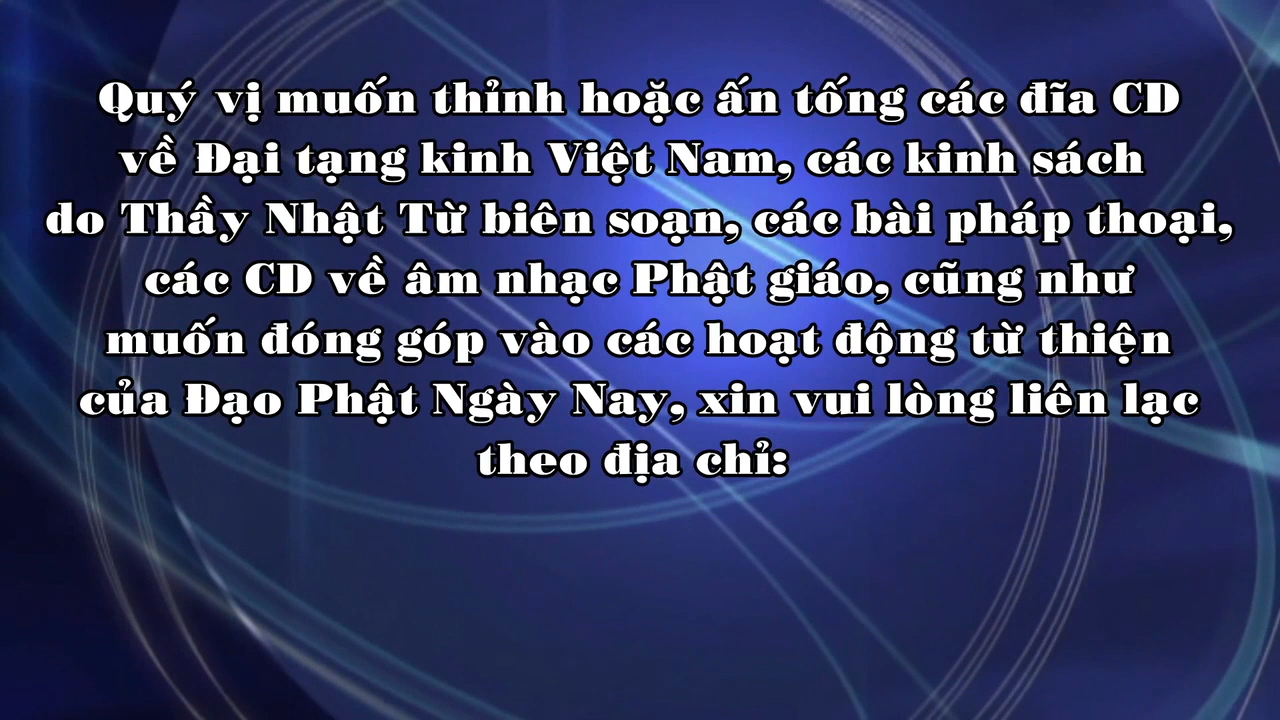 Quý vị muốn thỉnh hoặc ấn tống các đĩa CD
về Đại tạng kinh Việt Nam, các kinh sách
do Thầy Nhật Từ biên soạn, các bài pháp thoại,
các CD về âm nhạc Phật giáo, cũng như
muốn đóng góp vào các hoạt động từ thiện
của Đạo Phật Ngày Nay, xin vui lòng liên lạc
theo địa chỉ: